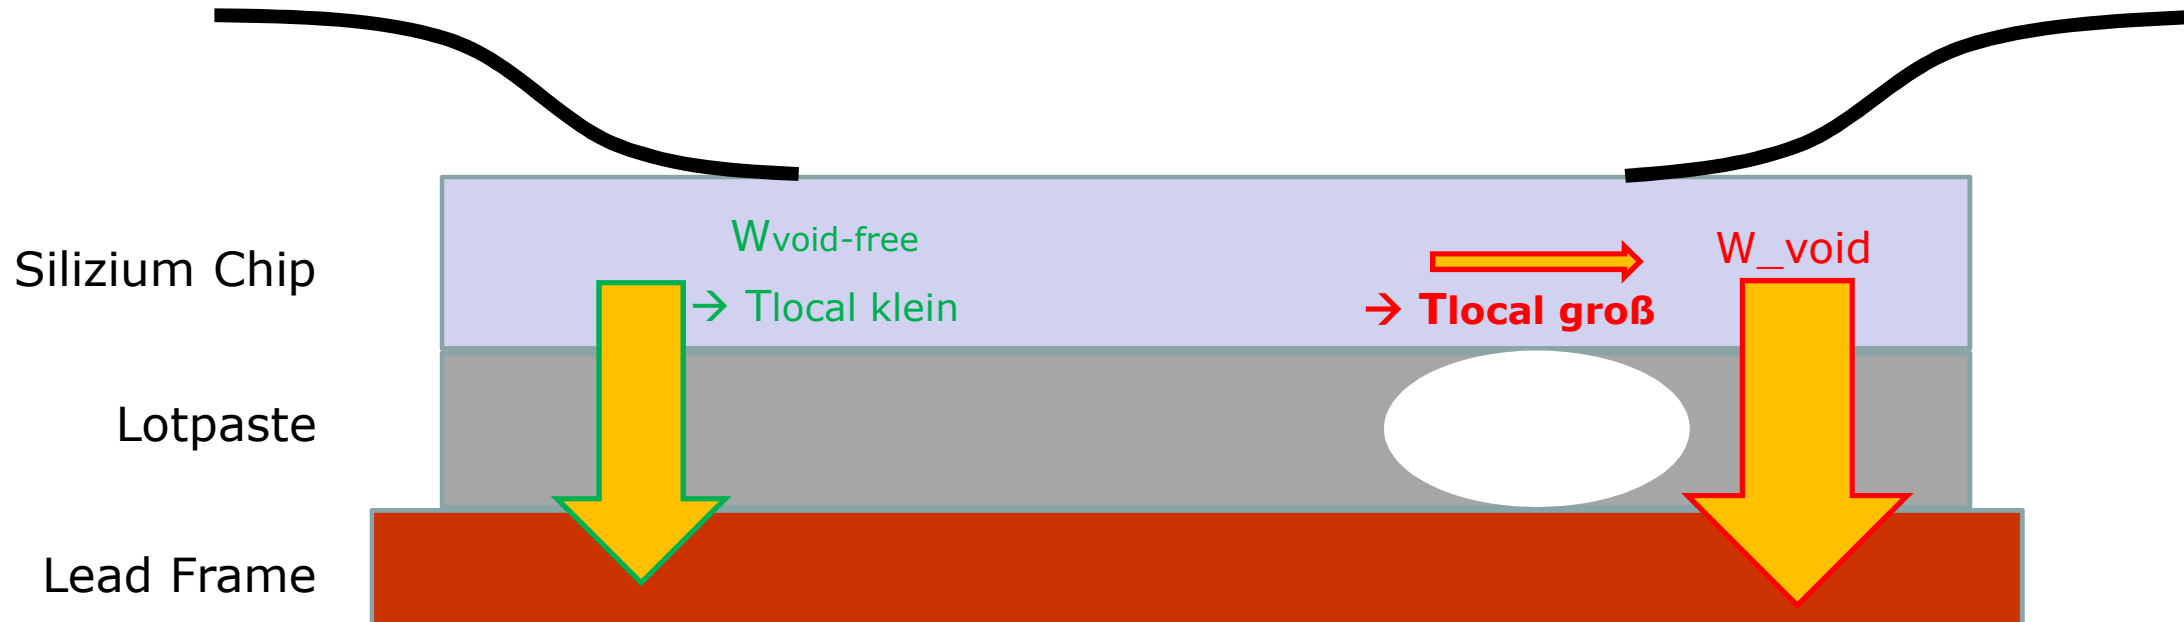 Silizium Chip
Wvoid-free
→ Tlocal klein
W_void
→ Tlocal groß
Lotpaste
Lead Frame